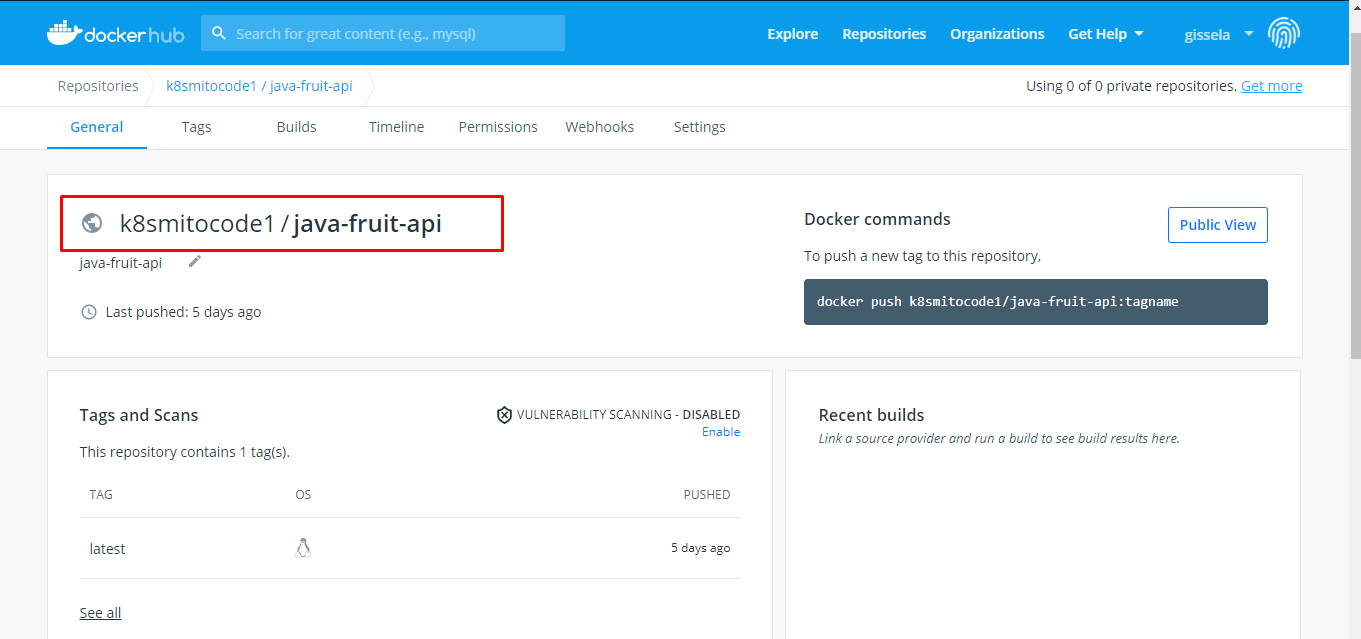 docker hub
Search for great content (e.g., mysql)
Explore
Repositories
Organizations
Get Help
gissela
Repositories
k8smitocode1 / java-fruit-api
Using 0 of 0 private repositories. Get more
General
Tags
Builds
Timeline
Permissions
Webhooks
Settings
k8smitocode1 / java-fruit-api
java-fruit-api
Last pushed: 5 days ago
Docker commands
Public View
To push a new tag to this repository,
docker push k8smitocode1/java-fruit-api:tagname
Tags and Scans
VULNERABILITY SCANNING - DISABLED
Enable
This repository contains 1 tag(s).
TAG
OS
PUSHED
latest
5 days ago
See all
Recent builds
Link a source provider and run a build to see build results here.